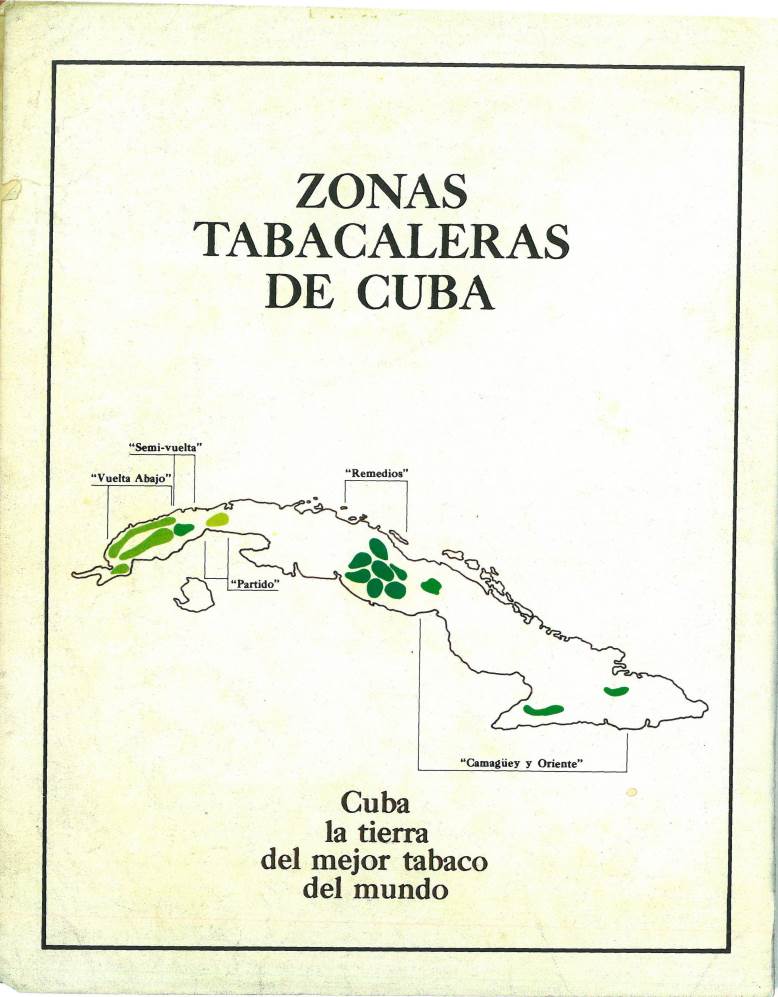 ZONAS
TABACALERAS
DE CUBA
“Semi-vuelta”
“Vuelta Abajo”
“Remedios”
“Partido”
“Camagüey y Oriente”
Cuba
la tierra
del mejor tabaco
del mundo